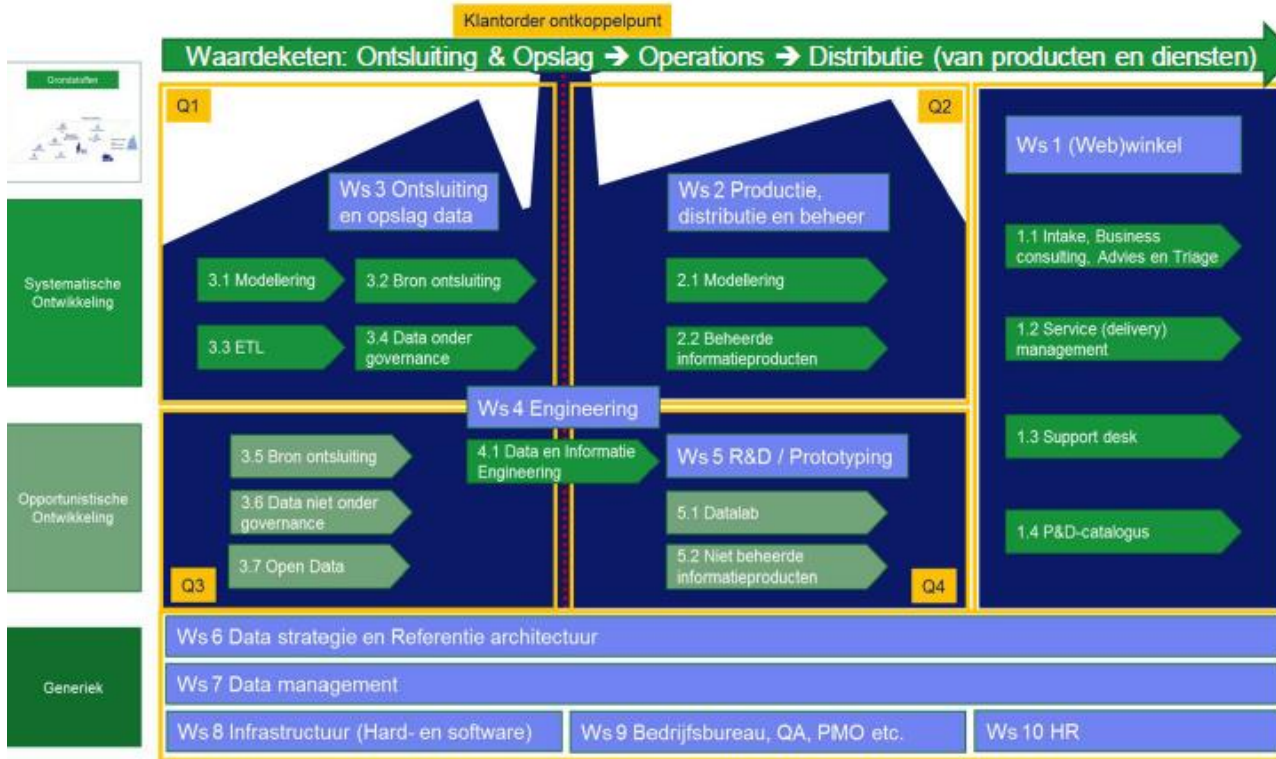 Klantorder ontkoppelpunt
Waardeketen: Ontsluiting & Opslag → Operations → Distributie (van producten en diensten)
Grondstoffen
Q1
Q2
Ws 3 Ontsluiting
en opslag data
Ws 2 Productie,
distributie en beheer
Ws 1 (Web)winkel
Systematische
Ontwikkeling
3.1 Modellering
3.2 Bron ontsluiting
3.3 ETL
3.4 Data onder
governance
2.1 Modellering
2.2 Beheerde
informatieproducten
1.1 Intake, Business
consulting, Advies en Triage
1.2 Service (delivery)
management
1.3 Support desk
1.4 P&D-catalogus
Ws 4 Engineering
4.1 Data en Informatie
Engineering
Opportunistische
Ontwikkeling
3.5 Bron ontsluiting
3.6 Data niet onder
governance
3.7 Open Data
Q3
Ws 5 R&D / Prototyping
5.1 Datalab
5.2 Niet beheerde
informatieproducten
Q4
Generiek
Ws 6 Data strategie en Referentie architectuur
Ws 7 Data management
Ws 8 Infrastructuur (Hard- en software)
Ws 9 Bedrijfsbureau, QA, PMO etc.
Ws 10 HR